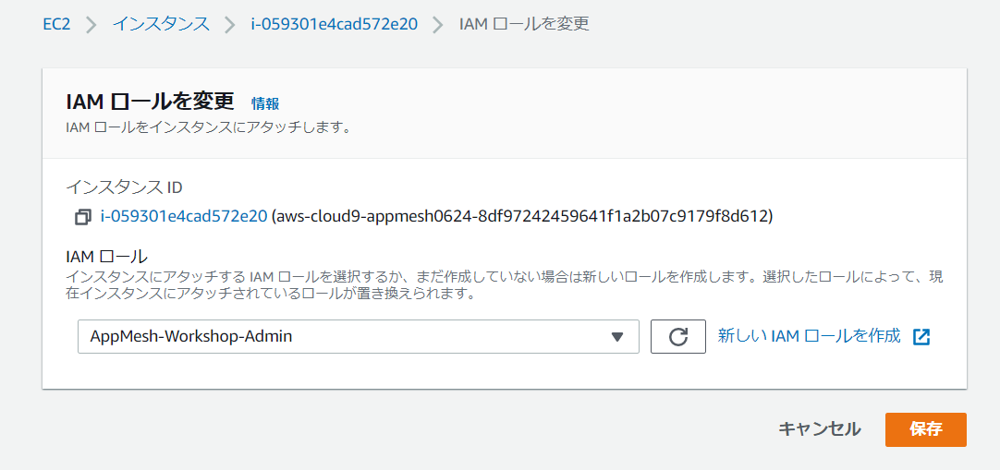 EC2 > インスタンス > i-059301e4cad572e20 > IAM ロールを変更
IAM ロールを変更 情報
IAM ロールをインスタンスにアタッチします。
インスタンス ID
i-059301e4cad572e20 (aws-cloud9-appmesh0624-8df97242459641f1a2b07c9179f8d612)
IAM ロール
インスタンスにアタッチする IAM ロールを選択するか、まだ作成していない場合は新しいロールを作成します。選択したロールによって、現
在インスタンスにアタッチされているロールが置き換えられます。
AppMesh-Workshop-Admin 新しい IAM ロールを作成
キャンセル 保存